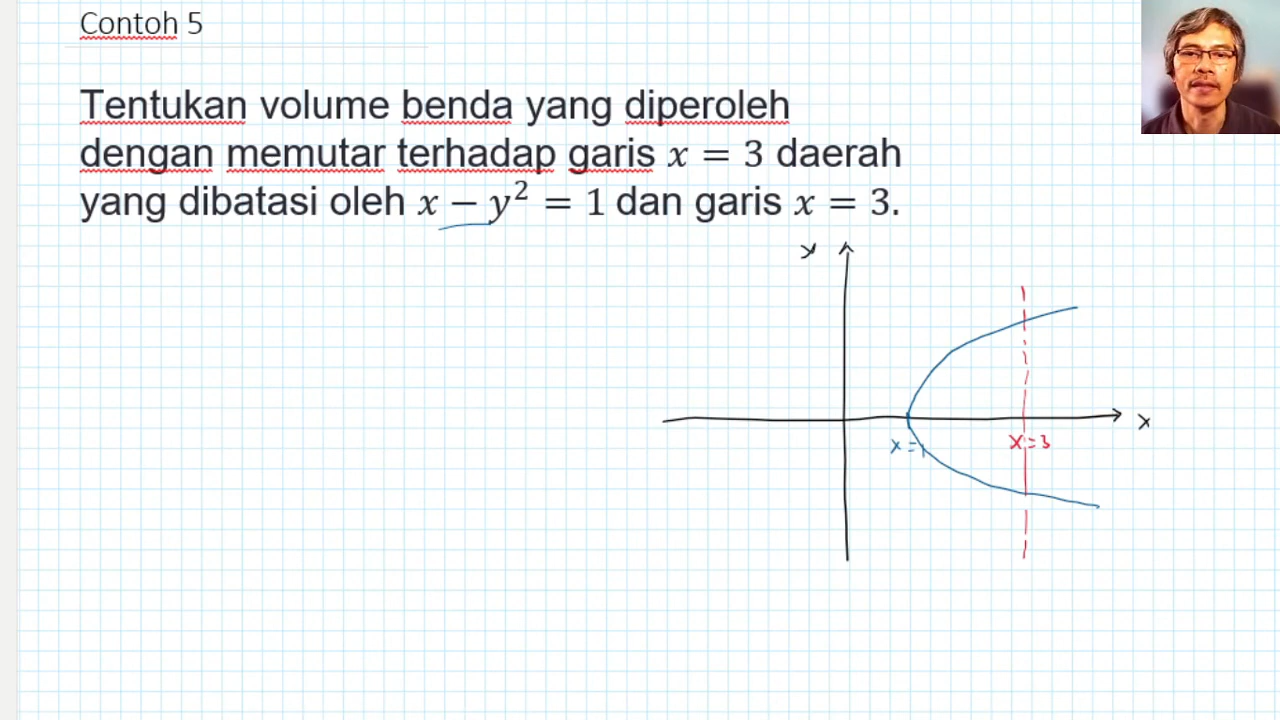 Contoh 5
Tentukan volume benda yang diperoleh
dengan memutar terhadap garis x = 3 daerah
yang dibatasi oleh x − y² = 1 dan garis x = 3.
y
x
x = 1
x = 3